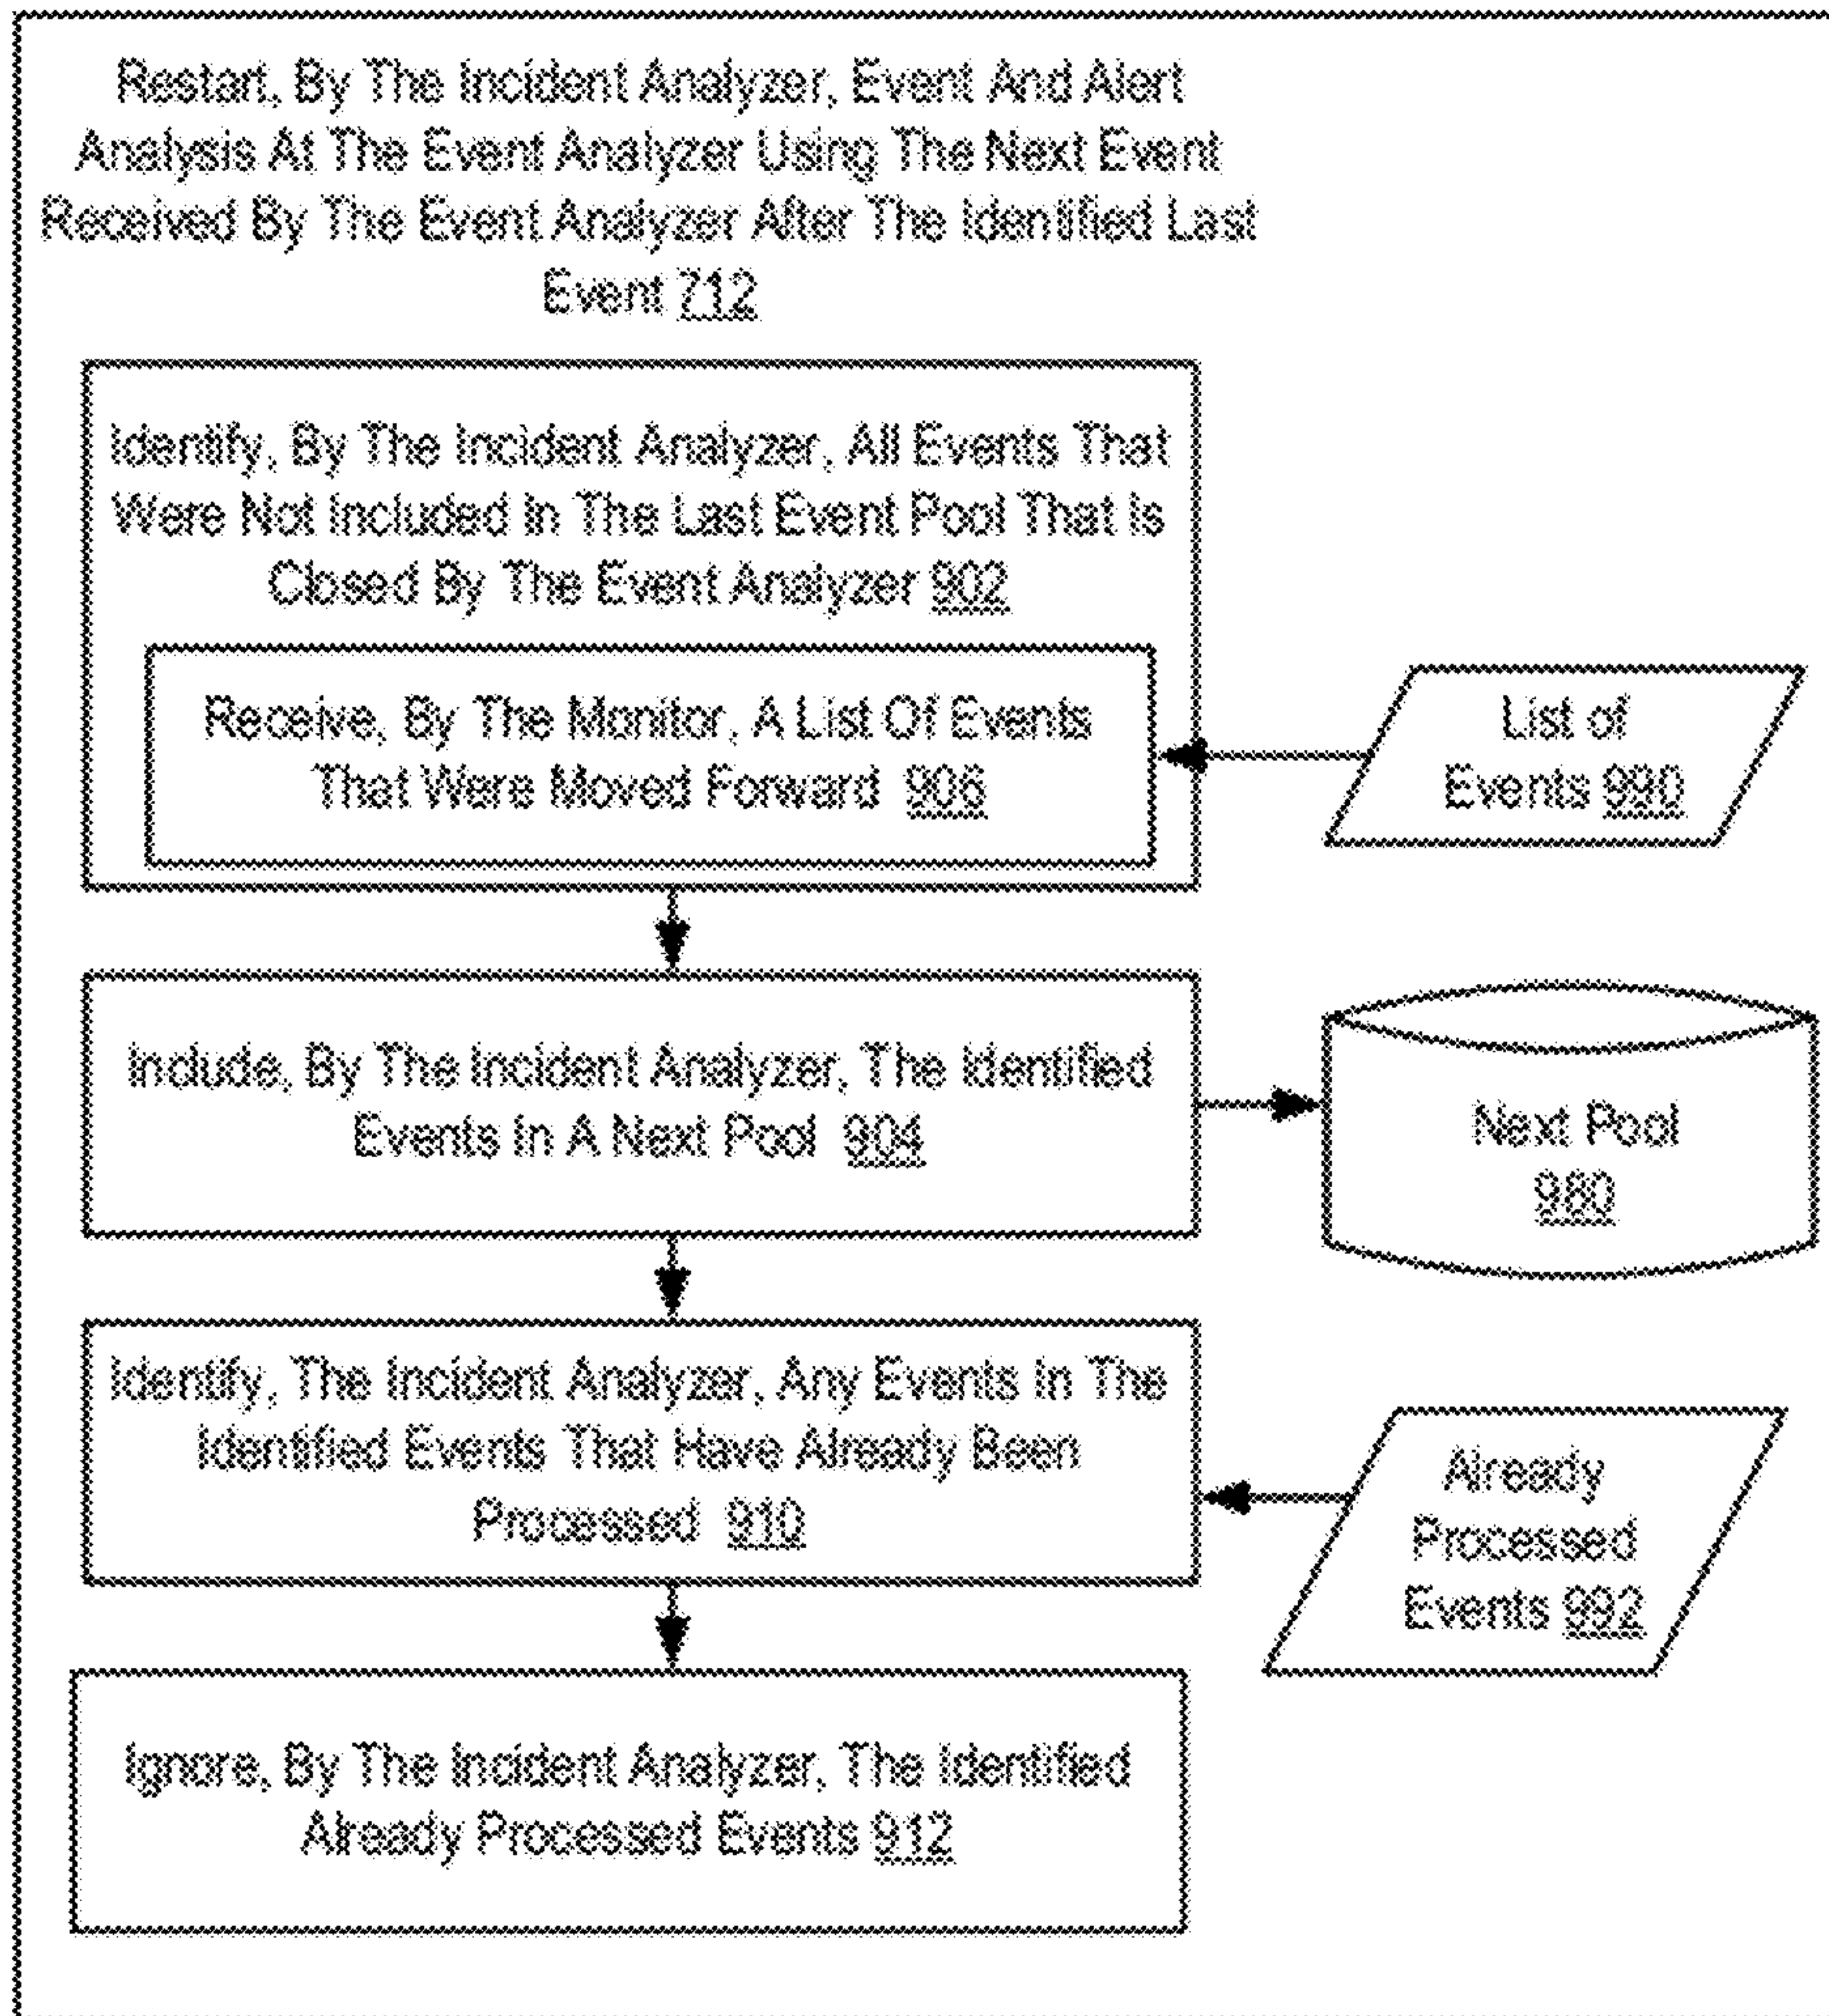 Restart, By The Incident Analyzer, Event And Alert
Analysis At The Event Analyzer Using The Next Event
Received By The Event Analyzer After The Identified Last
Event 712
Identify, By The Incident Analyzer, All Events That
Were Not Included In The Last Event Pool That Is
Closed By The Event Analyzer 902
Receive, By The Monitor, A List Of Events
That Were Moved Forward 906
List of
Events 990
Include, By The Incident Analyzer, The Identified
Events In A Next Pool 904
Next Pool
980
Identify, The Incident Analyzer, Any Events In The
Identified Events That Have Already Been
Processed 910
Already
Processed
Events 992
Ignore, By The Incident Analyzer, The Identified
Already Processed Events 912